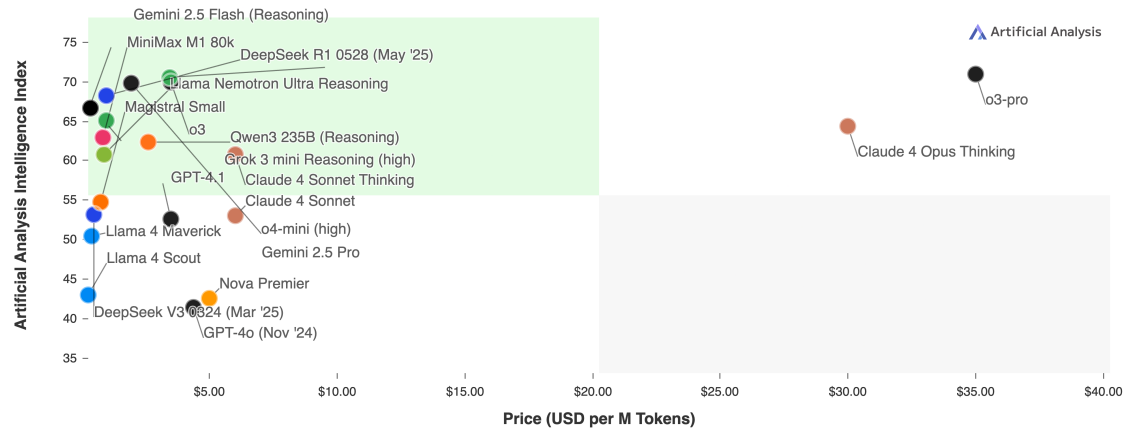 Gemini 2.5 Flash (Reasoning)
MiniMax M1 80k
DeepSeek R1 0528 (May '25)
Llama Nemotron Ultra Reasoning
Magistral Small
o3
Qwen3 235B (Reasoning)
Grok 3 mini Reasoning (high)
GPT-4.1
Claude 4 Sonnet Thinking
Claude 4 Sonnet
Llama 4 Maverick
o4-mini (high)
Gemini 2.5 Pro
Llama 4 Scout
Nova Premier
DeepSeek V3 0324 (Mar '25)
GPT-4o (Nov '24)
Artificial Analysis
o3-pro
Claude 4 Opus Thinking
Artificial Analysis Intelligence Index
75
70
65
60
55
50
45
40
35
$5.00
$10.00
$15.00
$20.00
$25.00
$30.00
$35.00
$40.00
Price (USD per M Tokens)